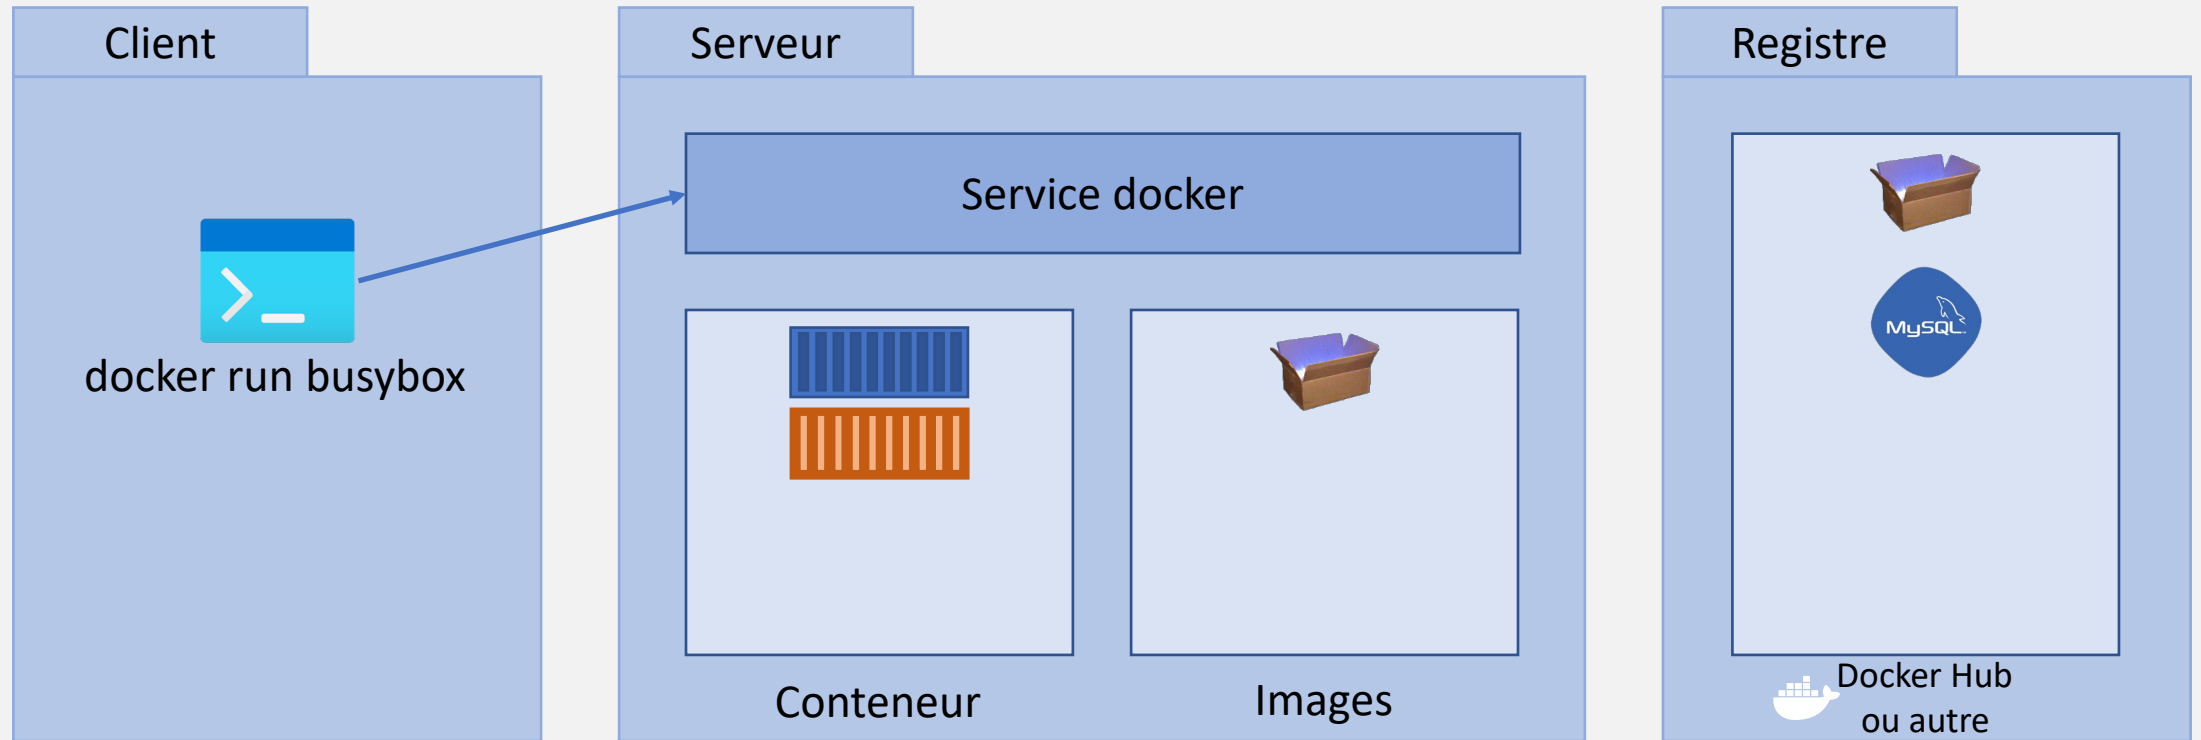 Client
Serveur
Registre
Service docker
MySQL
docker run busybox
Conteneur
Images
Docker Hub
ou autre